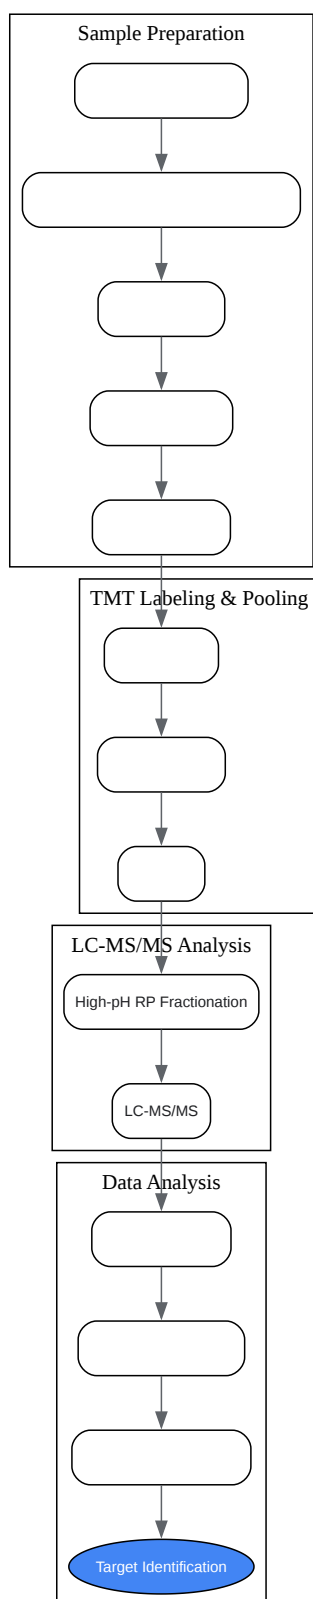 Sample Preparation
TMT Labeling & Pooling
LC-MS/MS Analysis
High-pH RP Fractionation
LC-MS/MS
Data Analysis
Target Identification